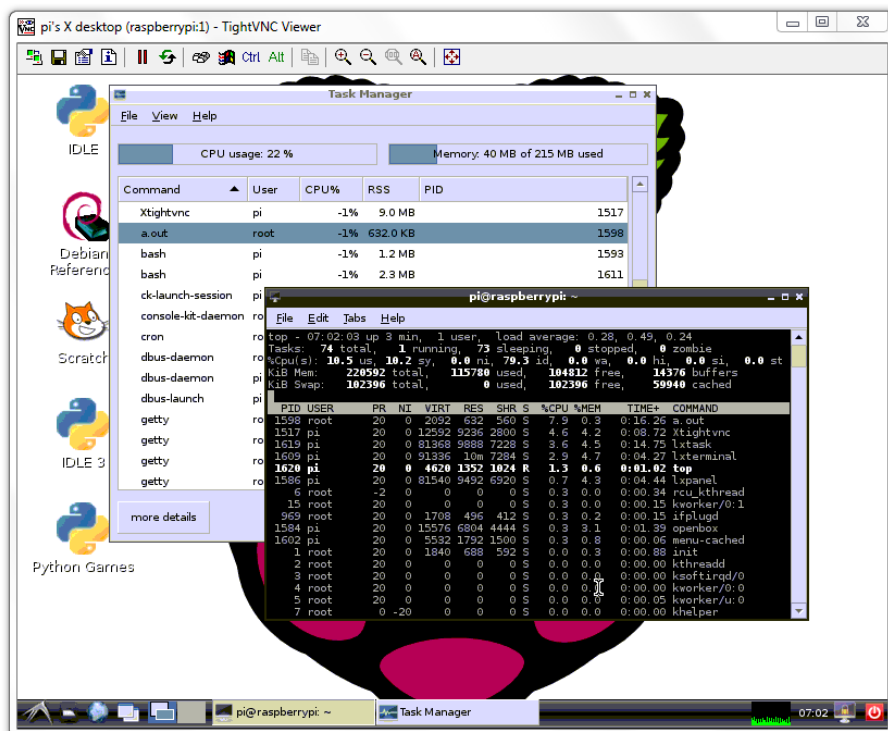 pi's X desktop (raspberrypi:1) - TightVNC Viewer
Ctrl Alt
IDLE
Debian
Referenc
Scratch
IDLE 3
Python Games
Task Manager
File View Help
CPU usage: 22 % Memory: 40 MB of 215 MB used
Command User CPU% RSS PID
Xtightvnc pi -1% 9.0 MB 1517
a.out root -1% 632.0 KB 1598
bash pi -1% 1.2 MB 1593
bash pi -1% 2.3 MB 1611
ck-launch-session pi
console-kit-daemon ro
cron ro
dbus-daemon ro
dbus-daemon pi
dbus-launch pi
getty ro
getty ro
getty ro
getty ro
more details
pi@raspberrypi: ~
File Edit Tabs Help
top - 07:02:03 up 3 min, 1 user, load average: 0.28, 0.49, 0.24
Tasks: 74 total, 1 running, 73 sleeping, 0 stopped, 0 zombie
%Cpu(s): 10.5 us, 10.2 sy, 0.0 ni, 79.3 id, 0.0 wa, 0.0 hi, 0.0 si, 0.0 st
KiB Mem: 220592 total, 115780 used, 104812 free, 14376 buffers
KiB Swap: 102396 total, 0 used, 102396 free, 59940 cached
PID USER PR NI VIRT RES SHR S %CPU %MEM TIME+ COMMAND
1598 root 20 0 2092 632 560 S 7.9 0.3 0:16.26 a.out
1517 pi 20 0 12592 9236 2800 S 4.6 4.2 0:08.72 Xtightvnc
1619 pi 20 0 81368 9888 7228 S 3.6 4.5 0:14.75 lxtask
1609 pi 20 0 91336 10m 7284 S 2.9 4.7 0:04.27 lxterminal
1620 pi 20 0 4620 1352 1024 R 1.3 0.6 0:01.02 top
1586 pi 20 0 81540 9492 6920 S 0.7 4.3 0:04.44 lxpanel
6 root -2 0 0 0 0 S 0.3 0.0 0:00.34 rcu_kthread
15 root 20 0 0 0 0 S 0.3 0.0 0:00.15 kworker/0:1
969 root 20 0 1708 496 412 S 0.3 0.2 0:00.15 ifplugd
1584 pi 20 0 15576 6804 4444 S 0.3 3.1 0:01.39 openbox
1602 pi 20 0 5532 1792 1500 S 0.3 0.8 0:00.06 menu-cached
1 root 20 0 1840 688 592 S 0.0 0.3 0:00.88 init
2 root 20 0 0 0 0 S 0.0 0.0 0:00.00 kthreadd
3 root 20 0 0 0 0 S 0.0 0.0 0:00.00 ksoftirqd/0
4 root 20 0 0 0 0 S 0.0 0.0 0:00.00 kworker/0:0
5 root 20 0 0 0 0 S 0.0 0.0 0:00.05 kworker/u:0
7 root 0 -20 0 0 0 S 0.0 0.0 0:00.00 khelper
pi@raspberrypi: ~ Task Manager 07:02